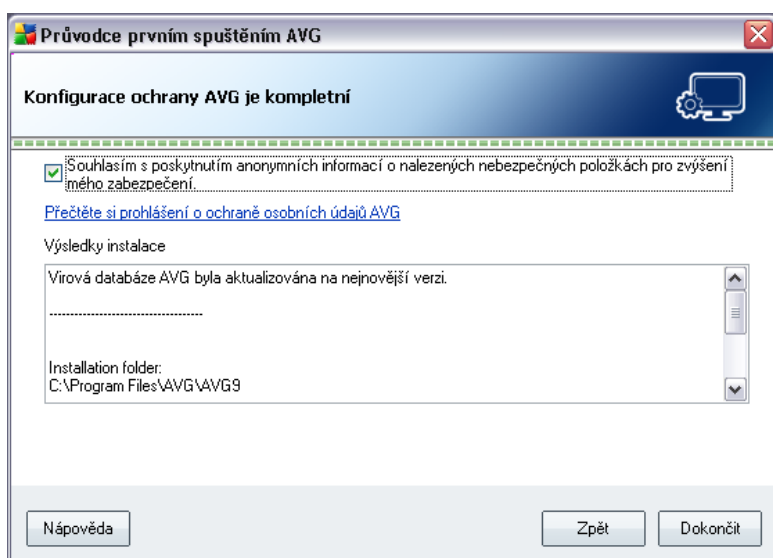 Průvodce prvním spuštěním AVG
Konfigurace ochrany AVG je kompletní
Souhlasím s poskytnutím anonymních informací o nalezených nebezpečných položkách pro zvýšení
mého zabezpečení.
Přečtěte si prohlášení o ochraně osobních údajů AVG
Výsledky instalace
Virová databáze AVG byla aktualizována na nejnovější verzi.
------------------------------------
Installation folder:
C:\Program Files\AVG\AVG9
Nápověda
Zpět
Dokončit